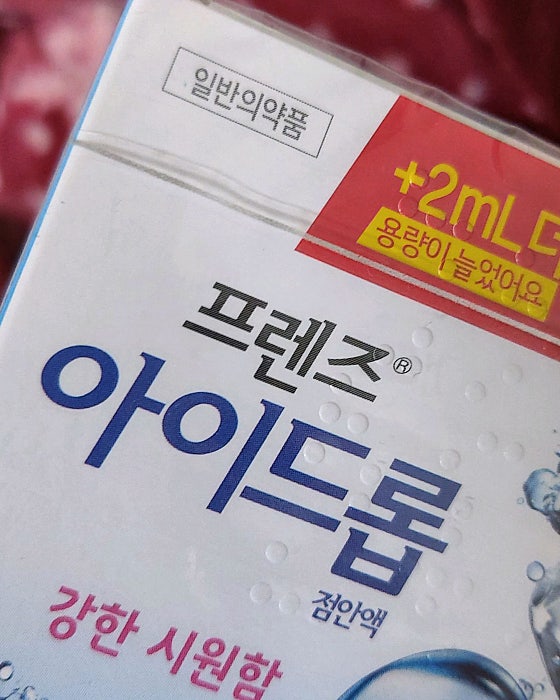 일반의약품
+2mL
용량이 늘었어요
프렌즈®
아이드롭
점안액
강한 시원함